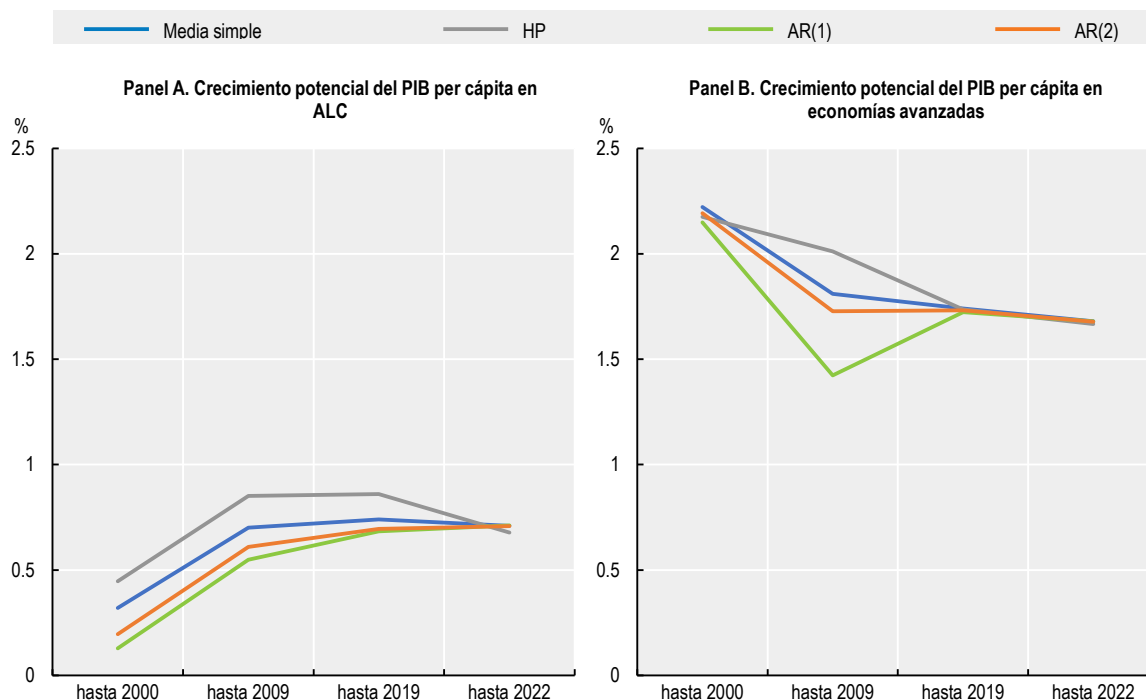 Media simple HP AR(1) AR(2)
Panel A. Crecimiento potencial del PIB per cápita en
ALC
%
2.5
2
1.5
1
0.5
0
hasta 2000 hasta 2009 hasta 2019 hasta 2022
Panel B. Crecimiento potencial del PIB per cápita en
economías avanzadas
%
2.5
2
1.5
1
0.5
0
hasta 2000 hasta 2009 hasta 2019 hasta 2022